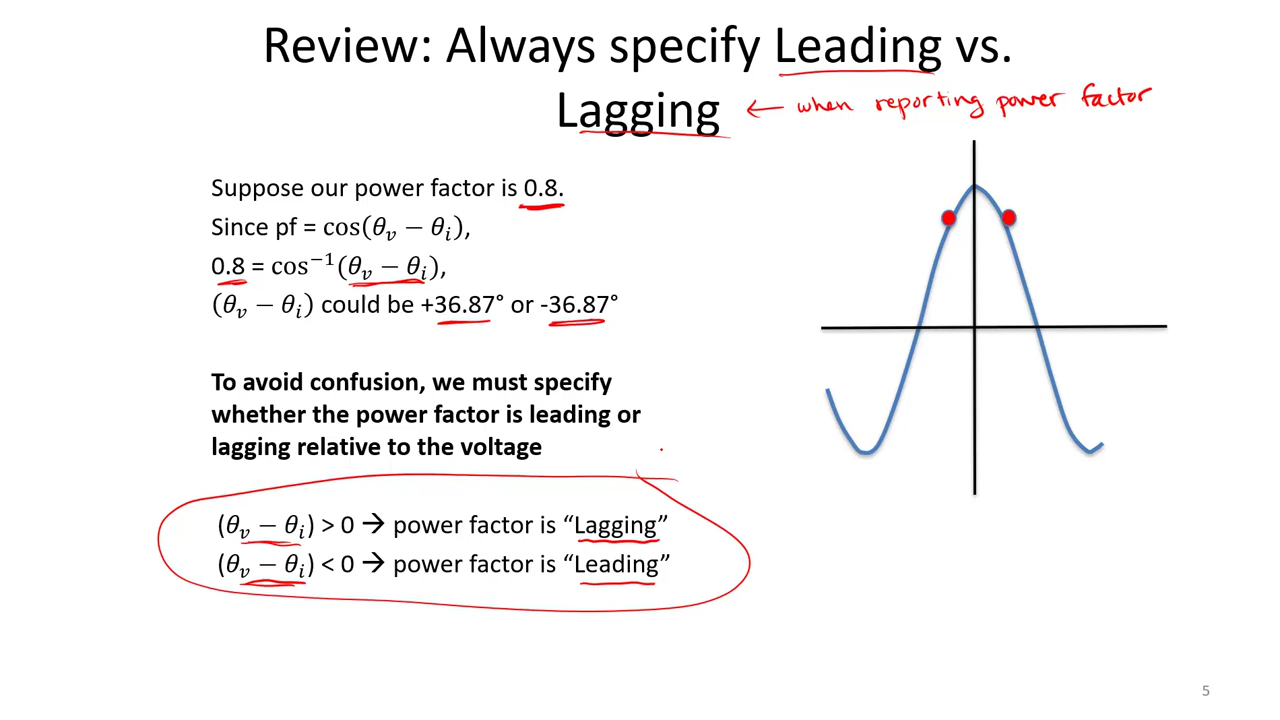 Review: Always specify Leading vs.
Lagging ← when reporting power factor
Suppose our power factor is 0.8.
Since pf = cos(θᵥ − θᵢ),
0.8 = cos⁻¹(θᵥ − θᵢ),
(θᵥ − θᵢ) could be +36.87° or -36.87°
To avoid confusion, we must specify
whether the power factor is leading or
lagging relative to the voltage
(θᵥ − θᵢ) > 0 → power factor is “Lagging”
(θᵥ − θᵢ) < 0 → power factor is “Leading”
5